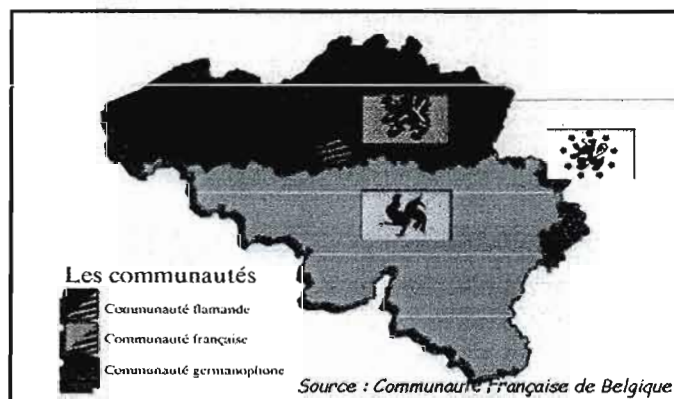 Les communautés
Communauté flamande
Communauté française
Communauté germanophone
Source : Communauté Française de Belgique